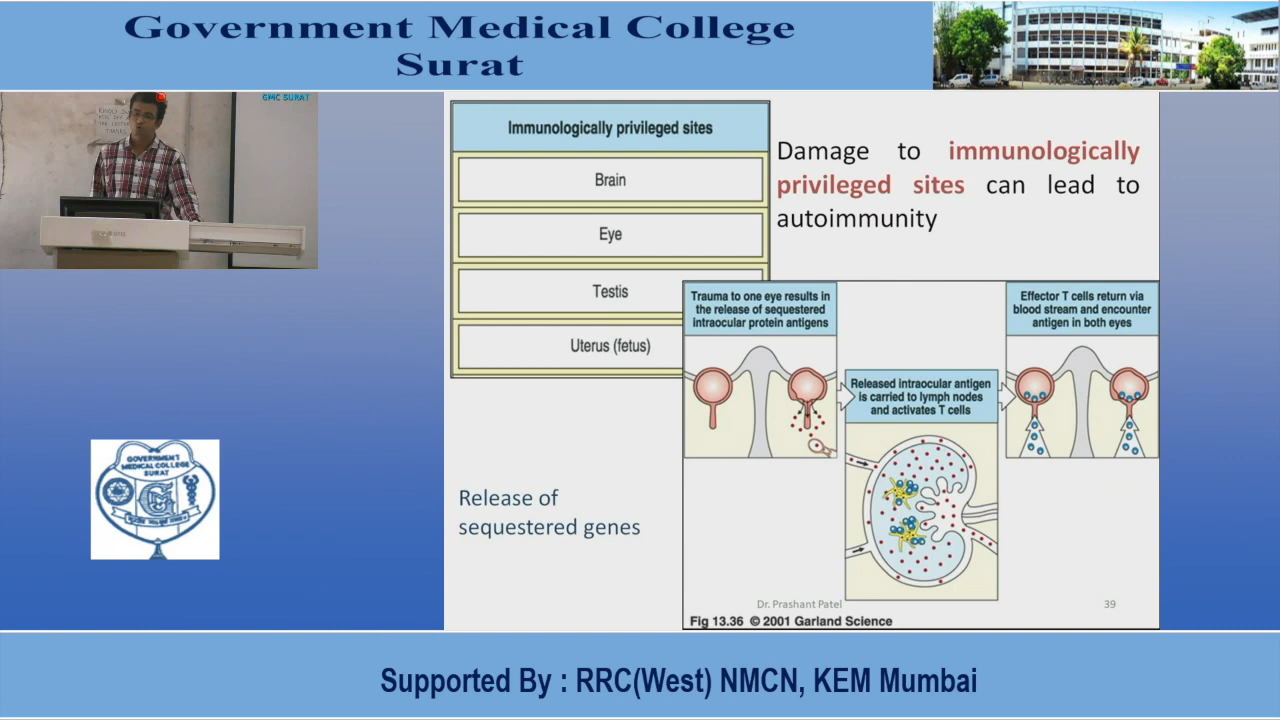 Government Medical College
Surat
GMC SURAT
Immunologically privileged sites
Brain
Eye
Testis
Uterus (fetus)
Damage to immunologically
privileged sites can lead to
autoimmunity
Trauma to one eye results in
the release of sequestered
intraocular protein antigens
Released intraocular antigen
is carried to lymph nodes
and activates T cells
Effector T cells return via
blood stream and encounter
antigen in both eyes
Release of
sequestered genes
Dr. Prashant Patel
39
Fig 13.36 © 2001 Garland Science
GOVERNMENT
MEDICAL COLLEGE
SURAT
Supported By : RRC(West) NMCN, KEM Mumbai